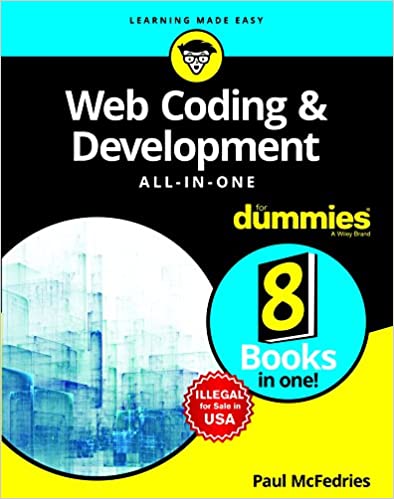 LEARNING MADE EASY
Web Coding &
Development
ALL-IN-ONE
for
dummies®
A Wiley Brand
8
Books
in one!
ILLEGAL
for Sale in
USA
Paul McFedries